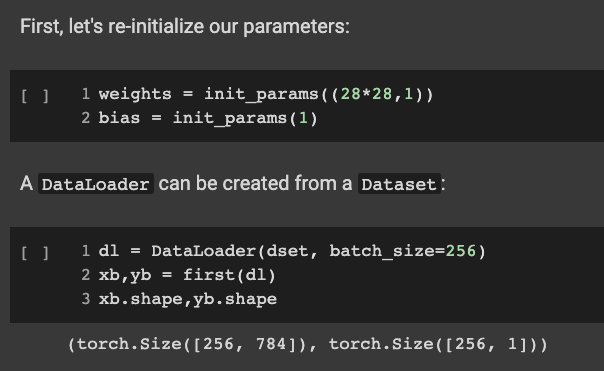 First, let's re-initialize our parameters:
[ ] 1 weights = init_params((28*28,1))
2 bias = init_params(1)
A DataLoader can be created from a Dataset:
[ ] 1 dl = DataLoader(dset, batch_size=256)
2 xb,yb = first(dl)
3 xb.shape,yb.shape
(torch.Size([256, 784]), torch.Size([256, 1]))